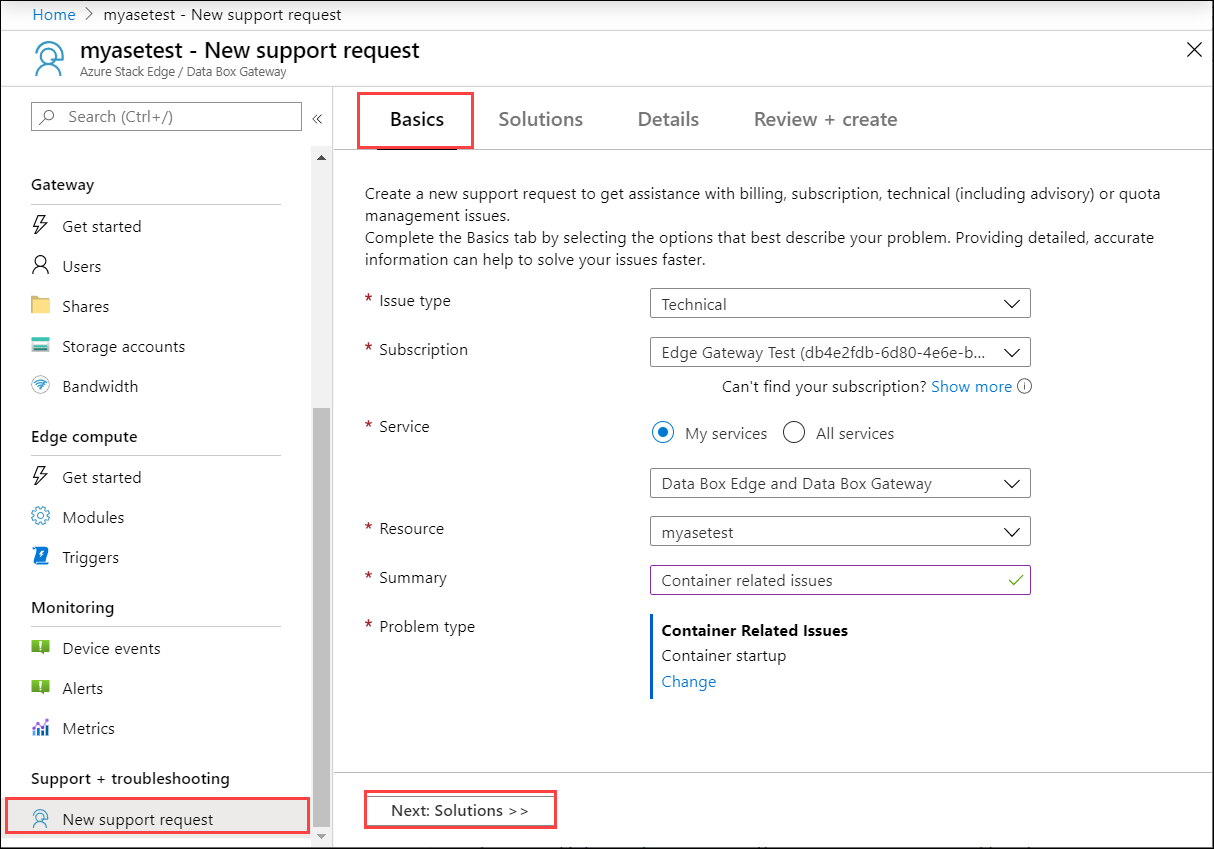 Home > myasetest - New support request
myasetest - New support request
Azure Stack Edge / Data Box Gateway
Search (Ctrl+/)
«
Gateway
Get started
Users
Shares
Storage accounts
Bandwidth
Edge compute
Get started
Modules
Triggers
Monitoring
Device events
Alerts
Metrics
Support + troubleshooting
New support request
Basics Solutions Details Review + create
Create a new support request to get assistance with billing, subscription, technical (including advisory) or quota
management issues.
Complete the Basics tab by selecting the options that best describe your problem. Providing detailed, accurate
information can help to solve your issues faster.
* Issue type Technical
* Subscription Edge Gateway Test (db4e2fdb-6d80-4e6e-b...
Can't find your subscription? Show more
* Service My services All services
Data Box Edge and Data Box Gateway
* Resource myasetest
* Summary Container related issues
* Problem type Container Related Issues
Container startup
Change
Next: Solutions >>